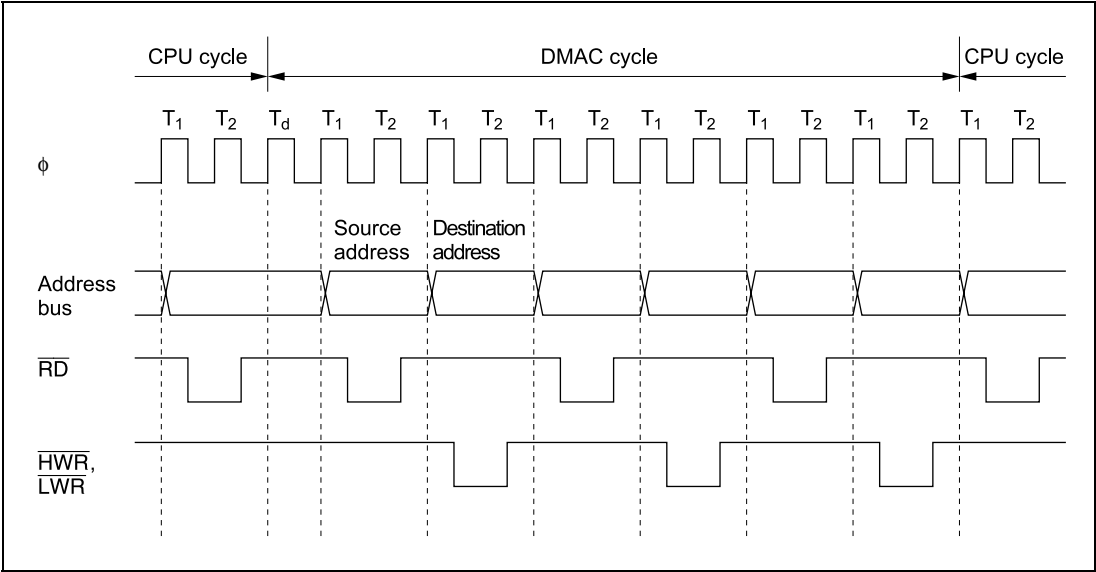 CPU cycle DMAC cycle CPU cycle
T1 T2 Td T1 T2 T1 T2 T1 T2 T1 T2 T1 T2 T1 T2 T1 T2
ϕ
Source address
Destination address
Address bus
RD
HWR,
LWR